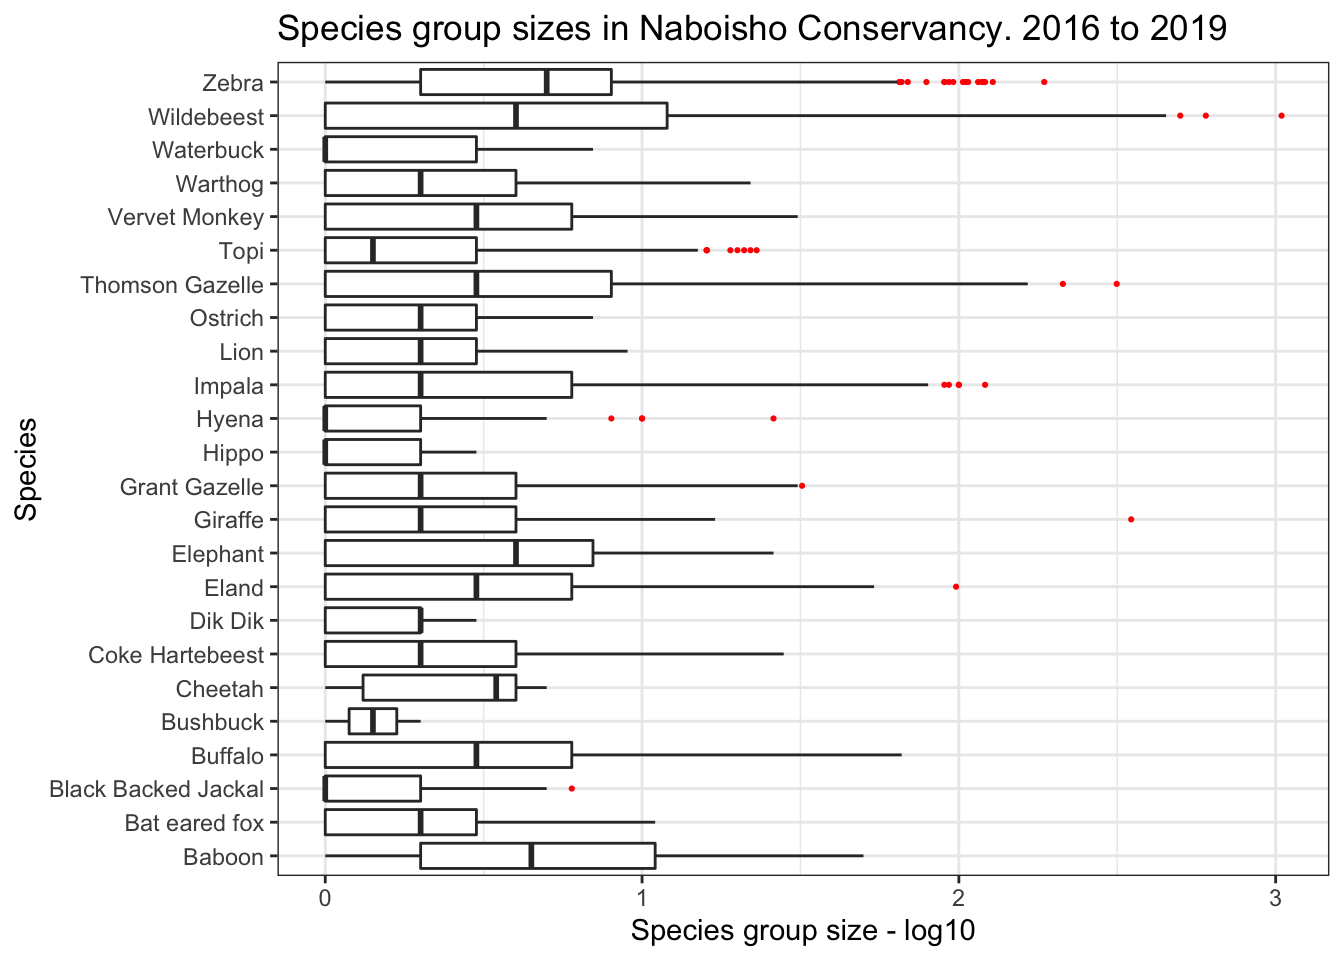 Species group sizes in Naboisho Conservancy. 2016 to 2019
Species
Zebra
Wildebeest
Waterbuck
Warthog
Vervet Monkey
Topi
Thomson Gazelle
Ostrich
Lion
Impala
Hyena
Hippo
Grant Gazelle
Giraffe
Elephant
Eland
Dik Dik
Coke Hartebeest
Cheetah
Bushbuck
Buffalo
Black Backed Jackal
Bat eared fox
Baboon
0 1 2 3
Species group size - log10